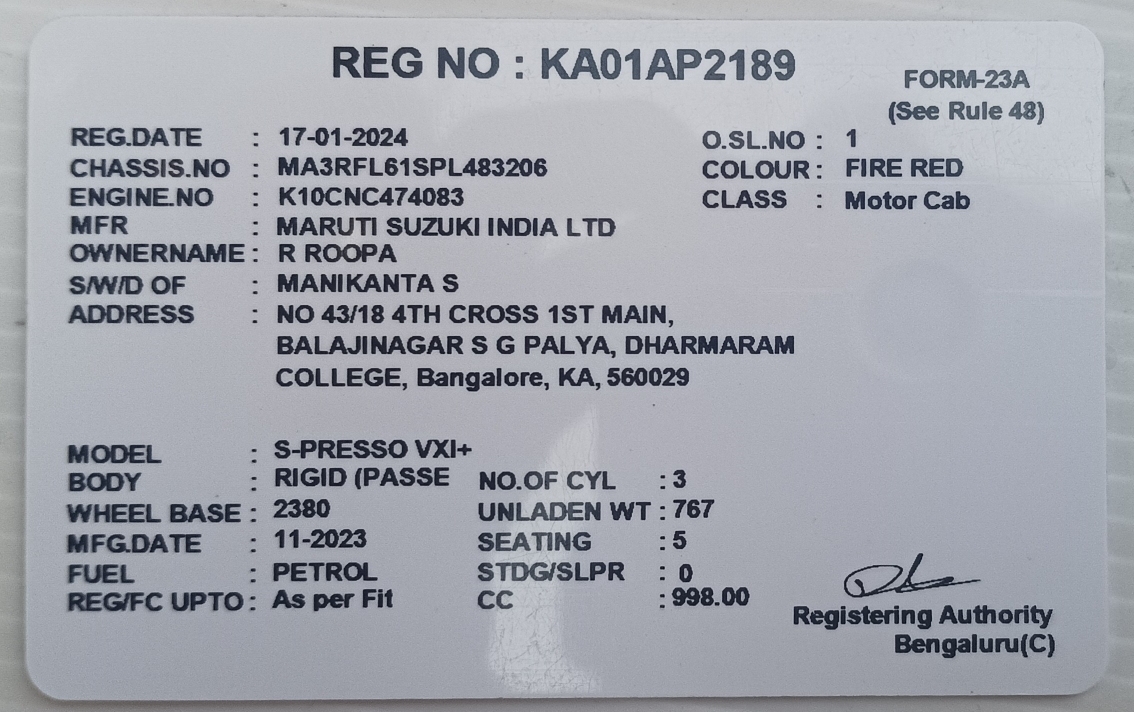 REG NO : KA01AP2189
FORM-23A
(See Rule 48)
REG.DATE : 17-01-2024 O.SL.NO : 1
CHASSIS.NO : MA3RFL61SPL483206 COLOUR : FIRE RED
ENGINE.NO : K10CNC474083 CLASS : Motor Cab
MFR : MARUTI SUZUKI INDIA LTD
OWNERNAME : R ROOPA
S/W/D OF : MANIKANTA S
ADDRESS : NO 43/18 4TH CROSS 1ST MAIN,
BALAJINAGAR S G PALYA, DHARMARAM
COLLEGE, Bangalore, KA, 560029
MODEL : S-PRESSO VXI+
BODY : RIGID (PASSE NO.OF CYL : 3
WHEEL BASE : 2380 UNLADEN WT : 767
MFG.DATE : 11-2023 SEATING : 5
FUEL : PETROL STDG/SLPR : 0
REG/FC UPTO : As per Fit CC : 998.00
Registering Authority
Bengaluru(C)